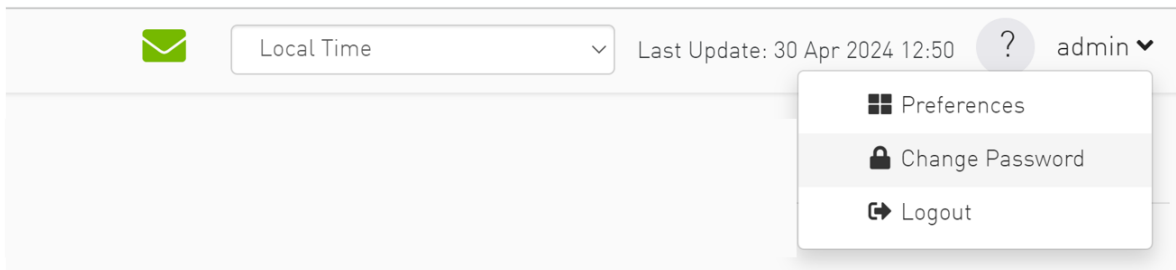 Local Time Last Update: 30 Apr 2024 12:50 ? admin
Preferences
Change Password
Logout